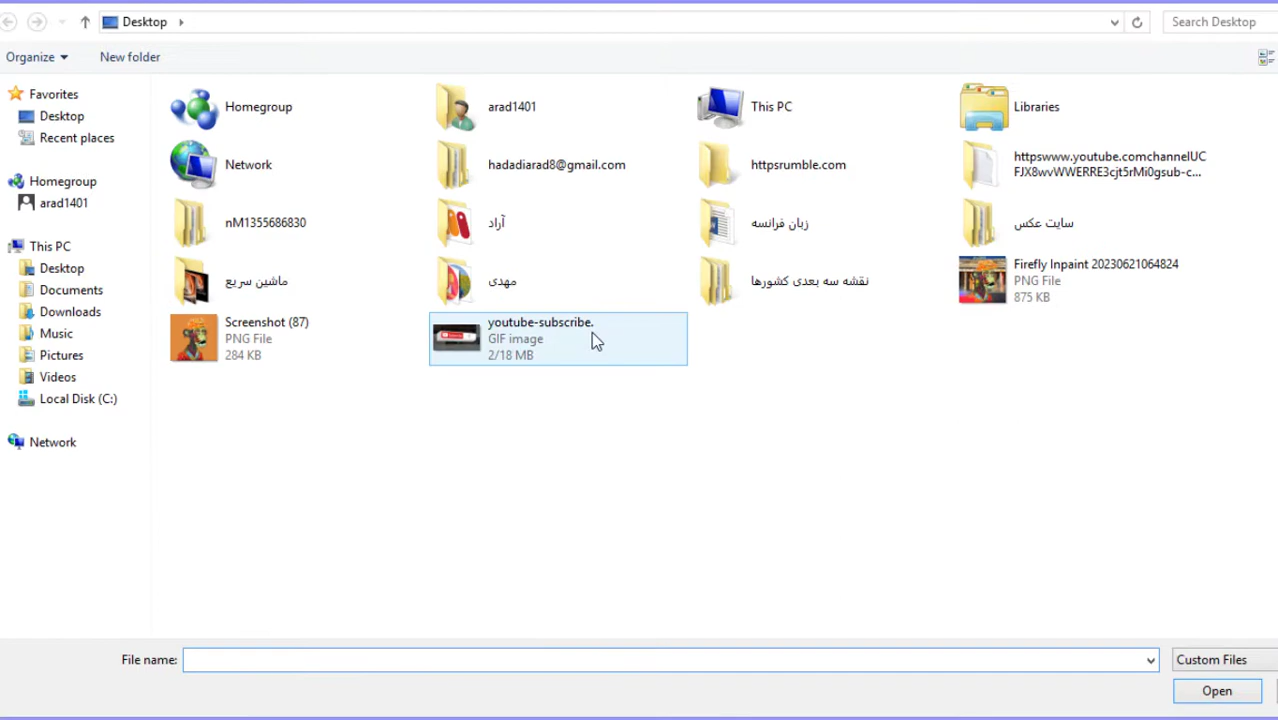 Desktop
Search Desktop
Organize
New folder
Favorites
Desktop
Recent places
Homegroup
arad1401
This PC
Desktop
Documents
Downloads
Music
Pictures
Videos
Local Disk (C:)
Network
Homegroup
arad1401
This PC
Libraries
Network
hadadiarad8@gmail.com
httpsrumble.com
httpswww.youtube.comchannelUC
FJX8wvWWERRE3cjt5rMi0gsub-c...
nM1355686830
آراد
زبان فرانسه
سایت عکس
ماشین سریع
مهدی
نقشه سه بعدی کشورها
Firefly Inpaint 20230621064824
PNG File
875 KB
Screenshot (87)
PNG File
284 KB
youtube-subscribe.
GIF image
2/18 MB
File name:
Custom Files
Open